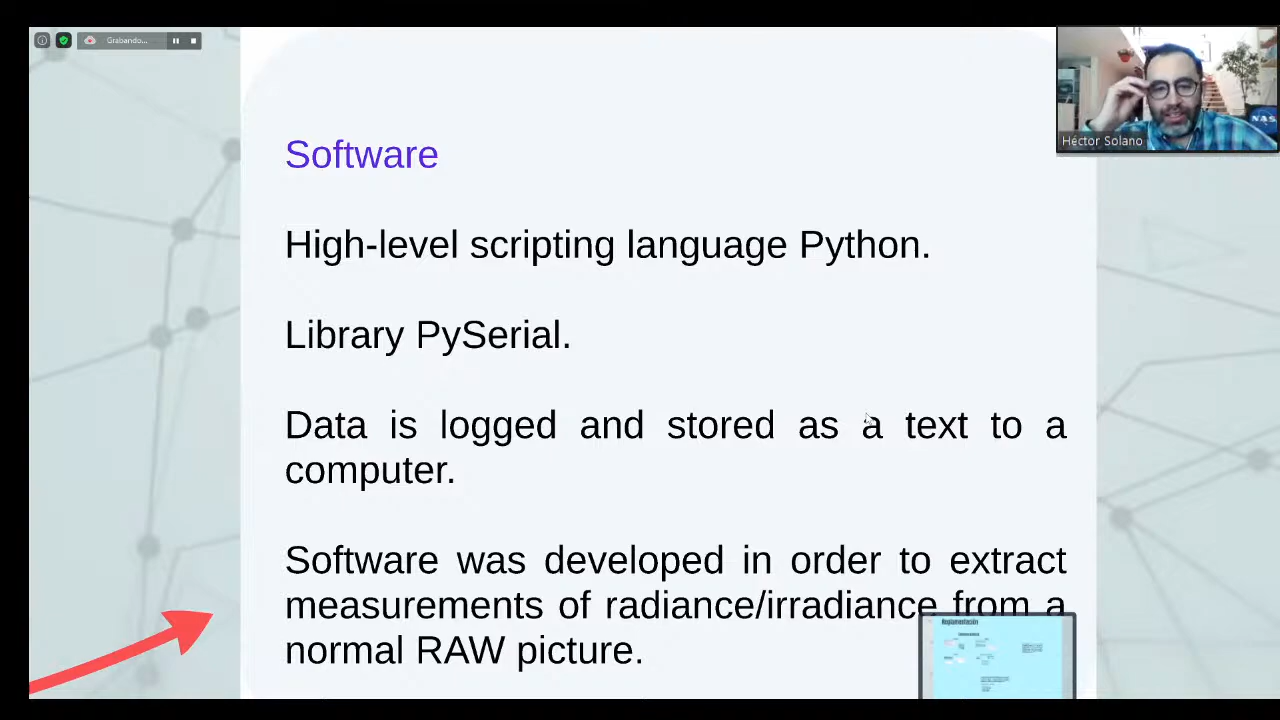 Grabando...
Software
High-level scripting language Python.
Library PySerial.
Data is logged and stored as a text to a
computer.
Software was developed in order to extract
measurements of radiance/irradiance from a
normal RAW picture.
Héctor Solano
NASA